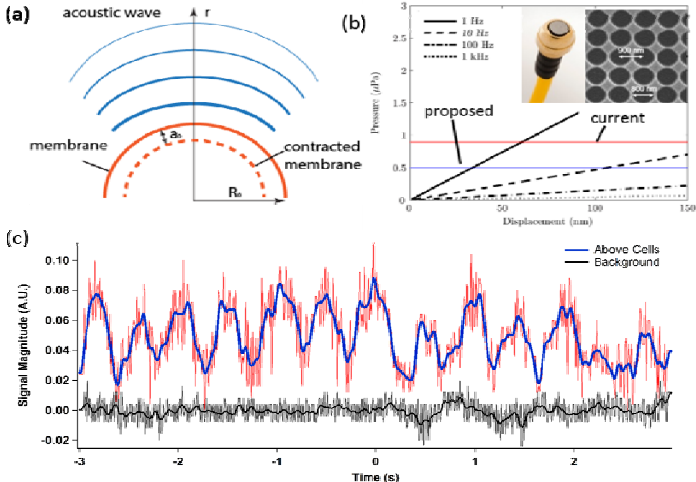 (a)
acoustic wave
r
membrane
a₀
contracted
membrane
R₀
(b)
3
2.5
2
1.5
1
0.5
0
Pressure (μPa)
1 Hz
10 Hz
100 Hz
1 kHz
900 nm
600 nm
proposed
current
0
50
100
150
Displacement (nm)
(c)
Above Cells
Background
0.10
0.08
0.06
0.04
0.02
0.00
-0.02
Signal Magnitude (A.U.)
-3
-2
-1
0
1
2
Time (s)